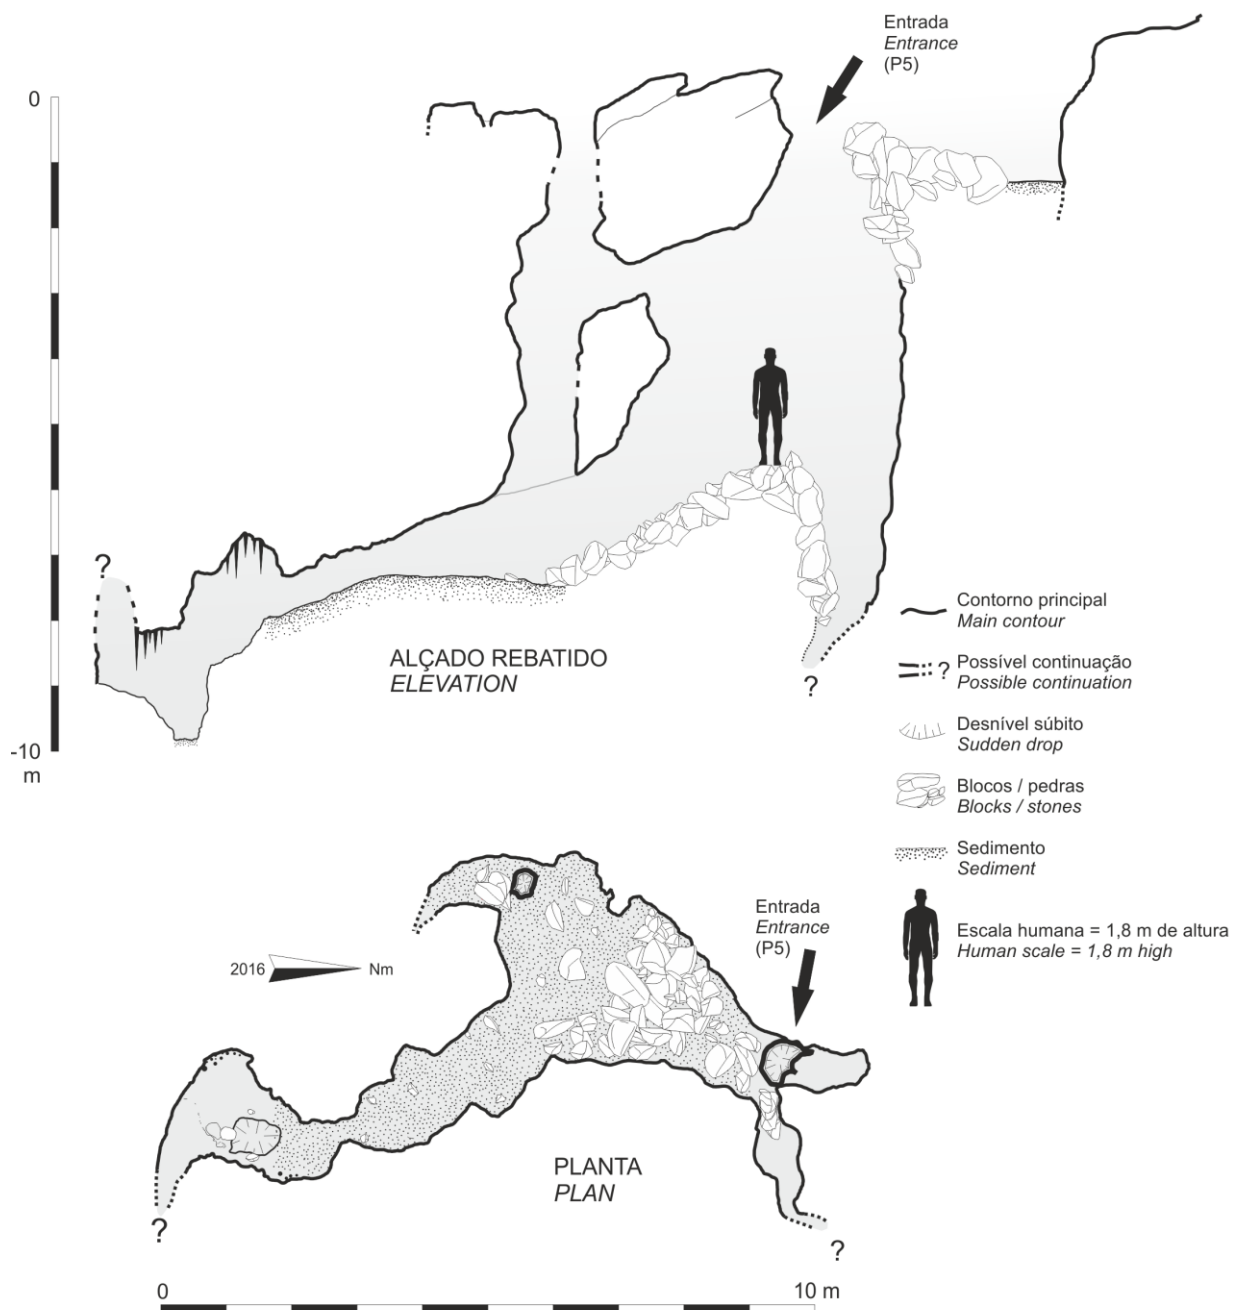 Entrada
Entrance
(P5)
0
?
ALÇADO REBATIDO
ELEVATION
?
-10
m
Contorno principal
Main contour
? Possível continuação
Possible continuation
Desnível súbito
Sudden drop
Blocos / pedras
Blocks / stones
Sedimento
Sediment
Escala humana = 1,8 m de altura
Human scale = 1,8 m high
Entrada
Entrance
(P5)
2016 Nm
PLANTA
PLAN
?
?
0 10 m